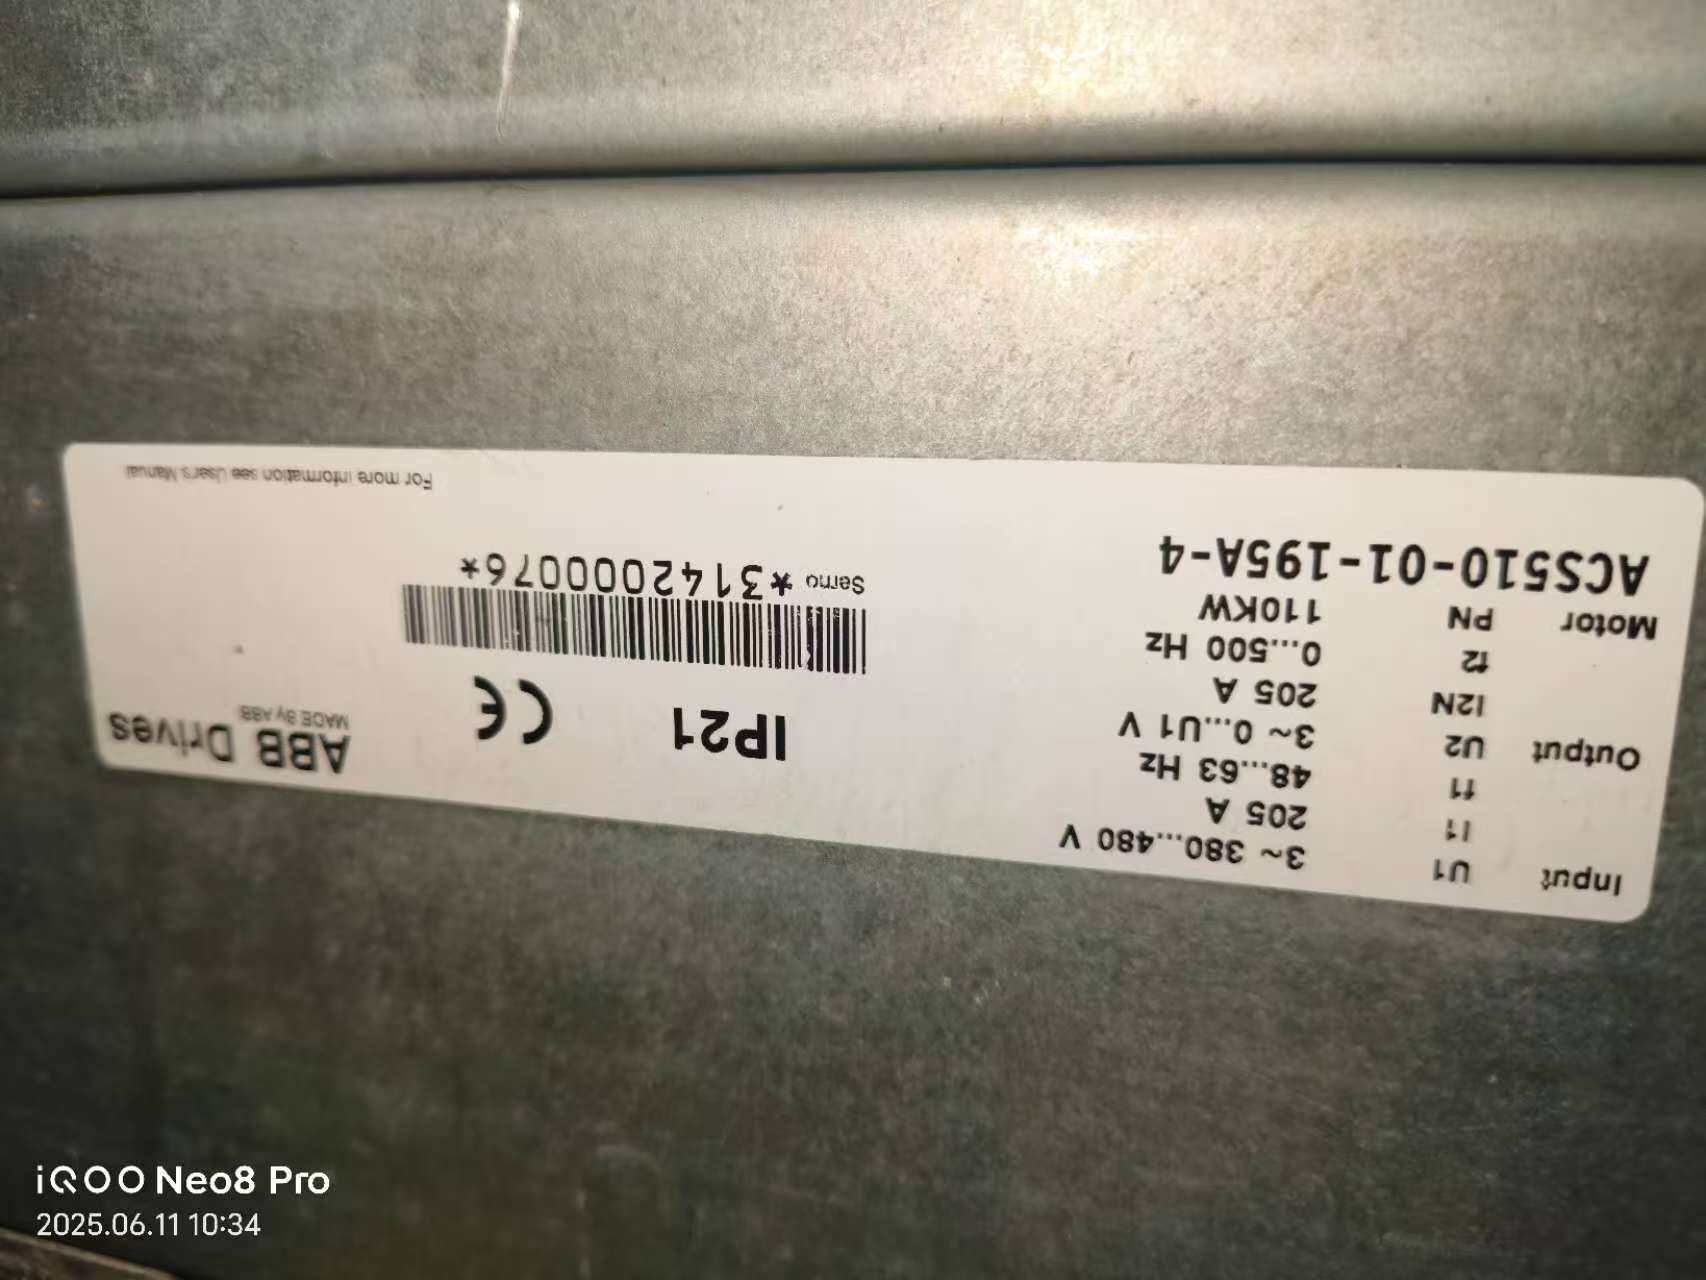 Input U1 3~ 380...480 V
I1 205 A
f1 48...63 Hz
Output U2 3~ 0...U1 V
I2N 205 A
f2 0...500 Hz
Motor PN 110KW
ACS510-01-195A-4
IP21
CE
Serno *3142000076*
ABB Drives
MADE By ABB
For more information see User's Manual
iQOO Neo8 Pro
2025.06.11 10:34